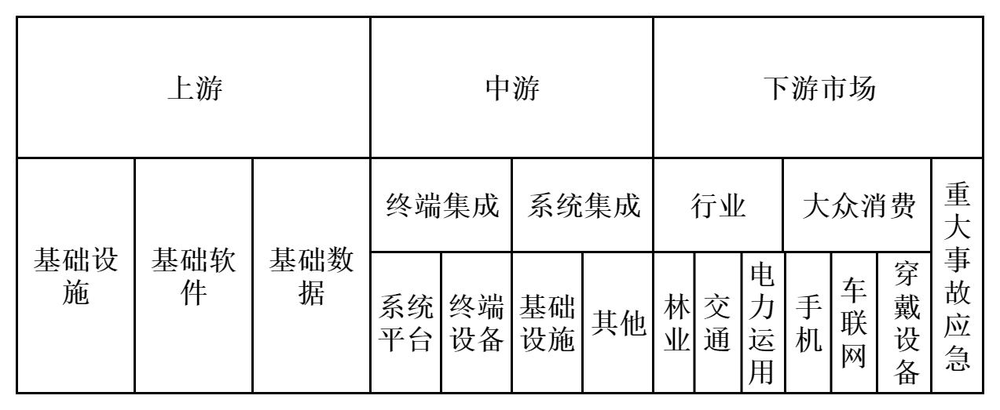 上游
中游
下游市场
基础设
施
基础软
件
基础数
据
终端集成
系统集成
行业
大众消费
重大事故应急
系统
平台
终端
设备
基础
设施
其他
林业
交通
电力运用
手机
车联网
穿戴设备